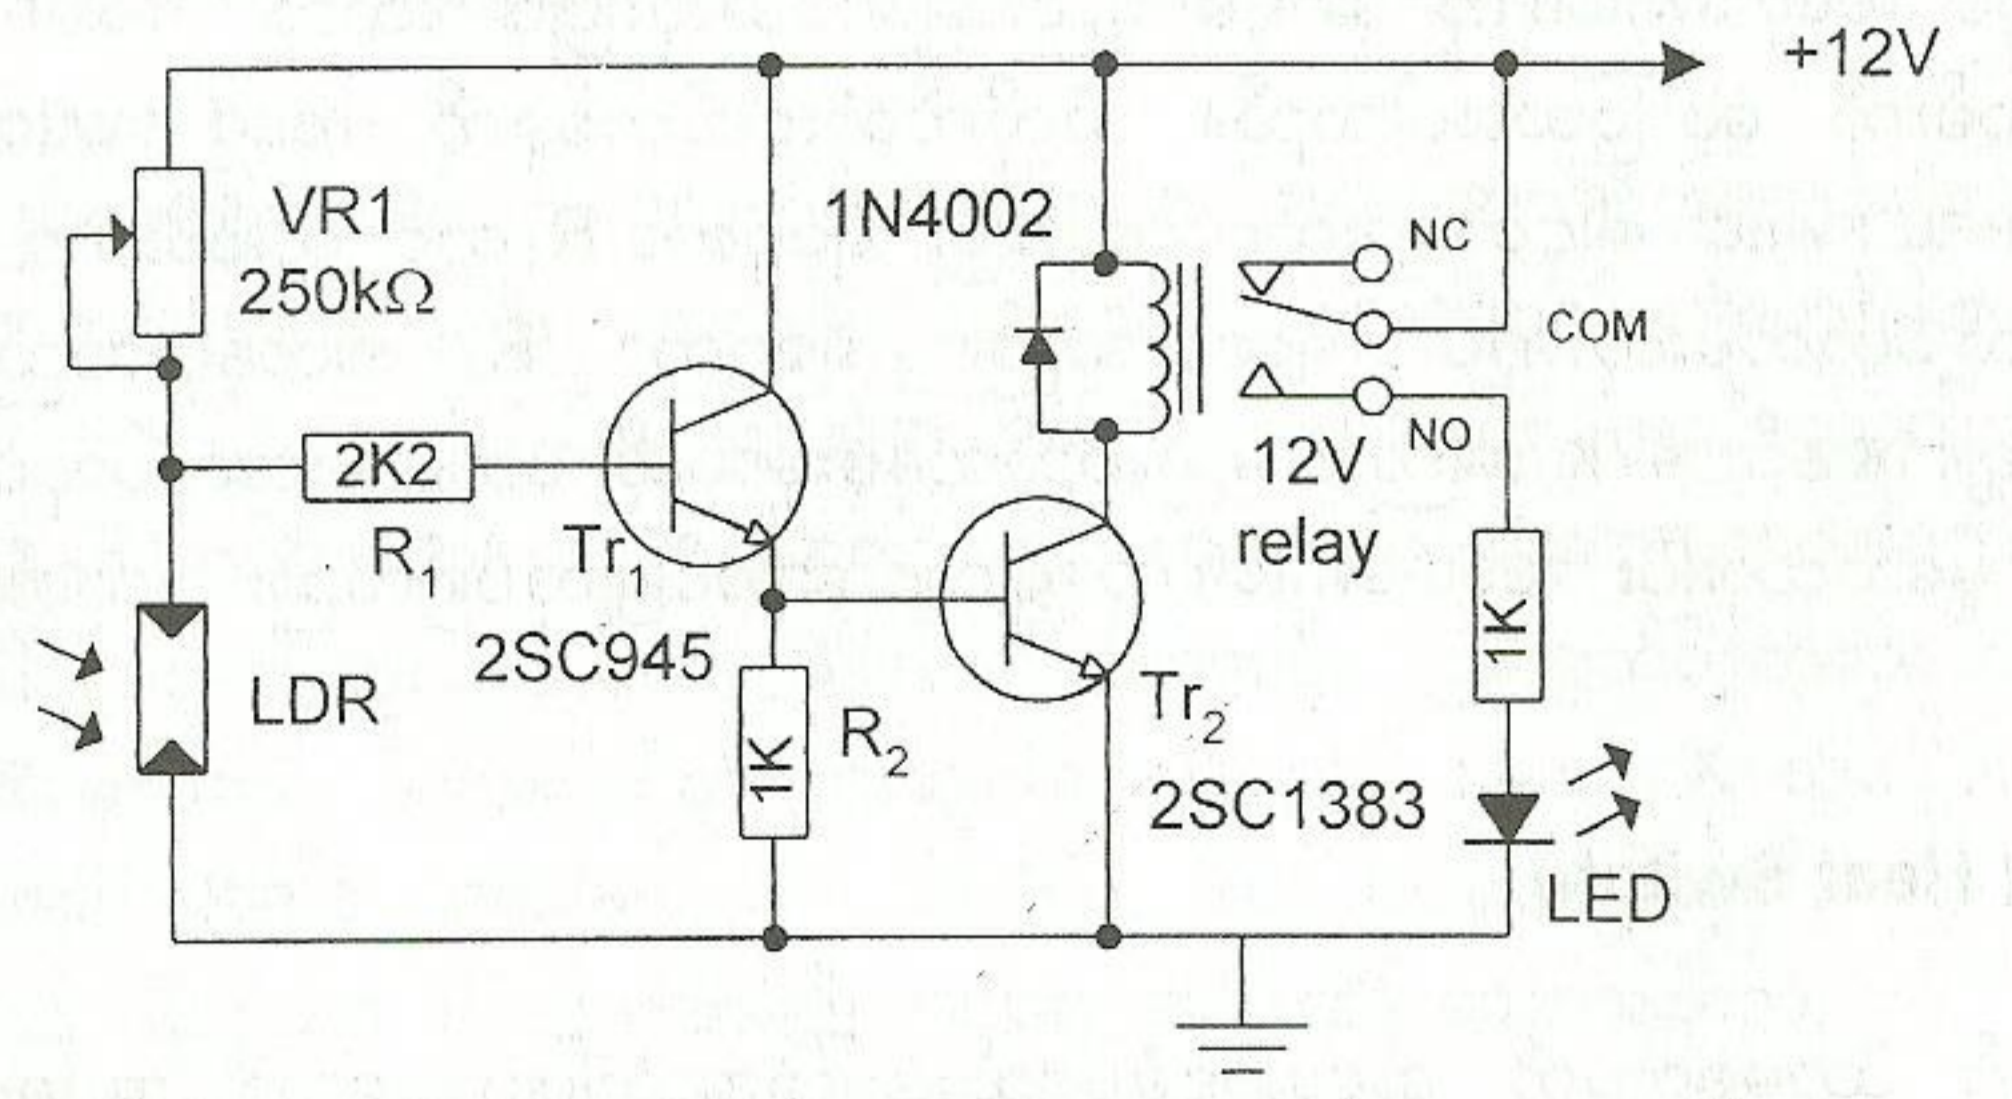 +12V
VR1
250kΩ
1N4002
NC
COM
NO
12V
relay
2K2
R1
Tr1
2SC945
LDR
1K
R2
Tr2
2SC1383
1K
LED